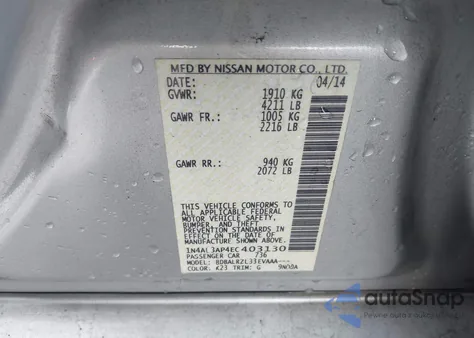 MFD BY NISSAN MOTOR CO., LTD.
DATE: 04/14
GVWR: 1910 KG
4211 LB
GAWR FR.: 1005 KG
2216 LB
GAWR RR.: 940 KG
2072 LB
THIS VEHICLE CONFORMS TO ALL
APPLICABLE FEDERAL MOTOR
VEHICLE SAFETY STANDARDS,
BUMPER, AND THEFT PREVENTION
STANDARDS IN EFFECT ON THE DATE
OF MANUFACTURE SHOWN ABOVE.
1N4AL3AP4EC403130
PASSENGER CAR 736
MODEL: BDBALRZL33EVAAA---
COLOR: K23 TRIM: G
autoSnap